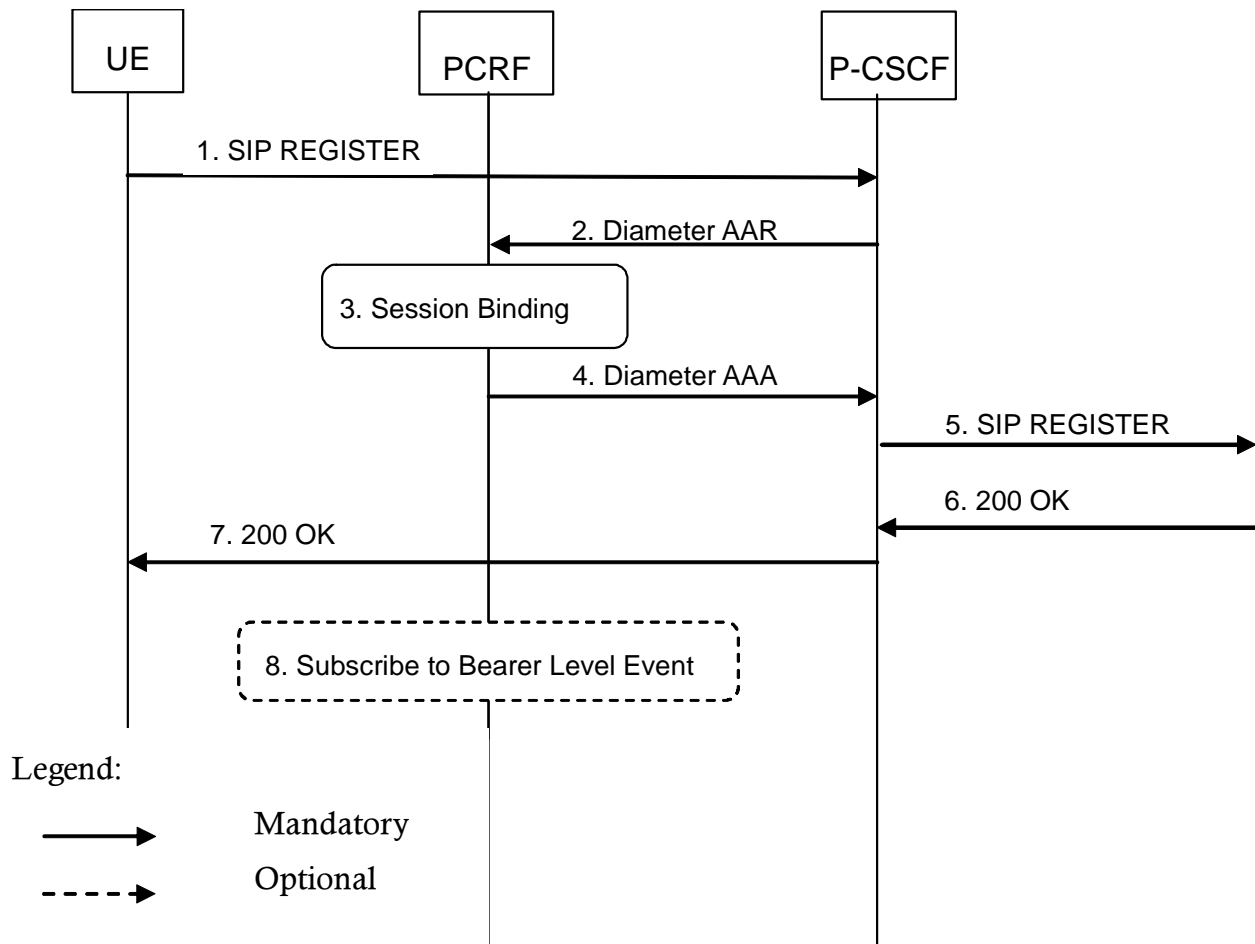 UE
PCRF
P-CSCF
1. SIP REGISTER
2. Diameter AAR
3. Session Binding
4. Diameter AAA
5. SIP REGISTER
6. 200 OK
7. 200 OK
8. Subscribe to Bearer Level Event
Legend:
Mandatory
Optional